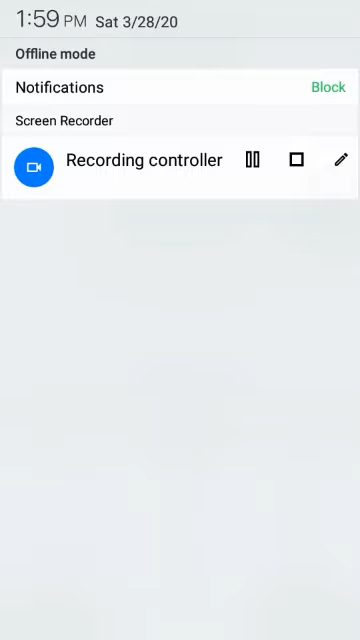 1:59 PM Sat 3/28/20
Offline mode
Notifications Block
Screen Recorder
Recording controller